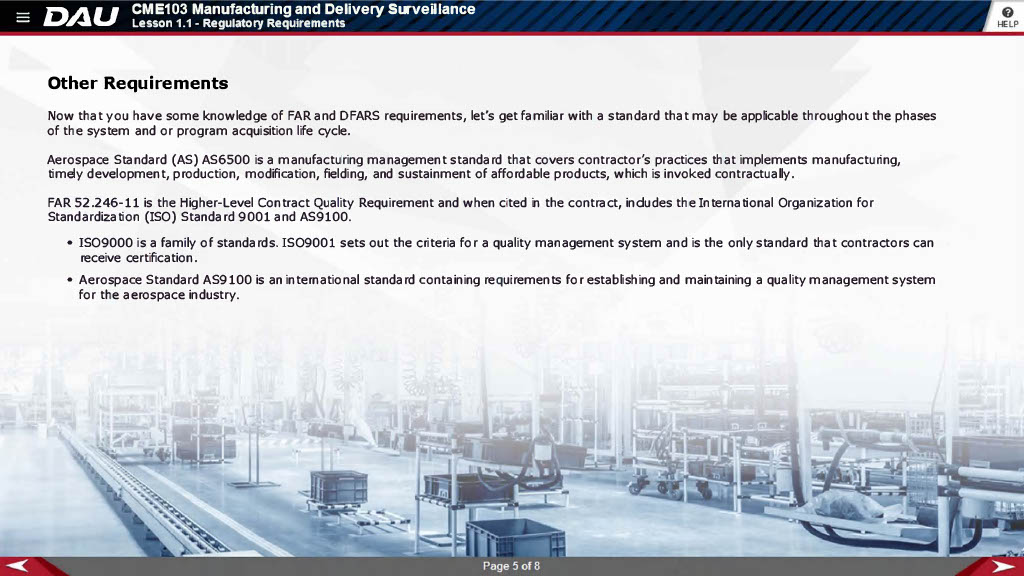 DAU
CME103 Manufacturing and Delivery Surveillance
Lesson 1.1 - Regulatory Requirements
HELP
Other Requirements
Now that you have some knowledge of FAR and DFARS requirements, let's get familiar with a standard that may be applicable throughout the phases
of the system and or program acquisition life cycle.
Aerospace Standard (AS) AS6500 is a manufacturing management standard that covers contractor's practices that implements manufacturing,
timely development, production, modification, fielding, and sustainment of affordable products, which is invoked contractually.
FAR 52.246-11 is the Higher-Level Contract Quality Requirement and when cited in the contract, includes the International Organization for
Standardization (ISO) Standard 9001 and AS9100.
• ISO9000 is a family of standards. ISO9001 sets out the criteria for a quality management system and is the only standard that contractors can
receive certification.
• Aerospace Standard AS9100 is an international standard containing requirements for establishing and maintaining a quality management system
for the aerospace industry.
Page 5 of 8